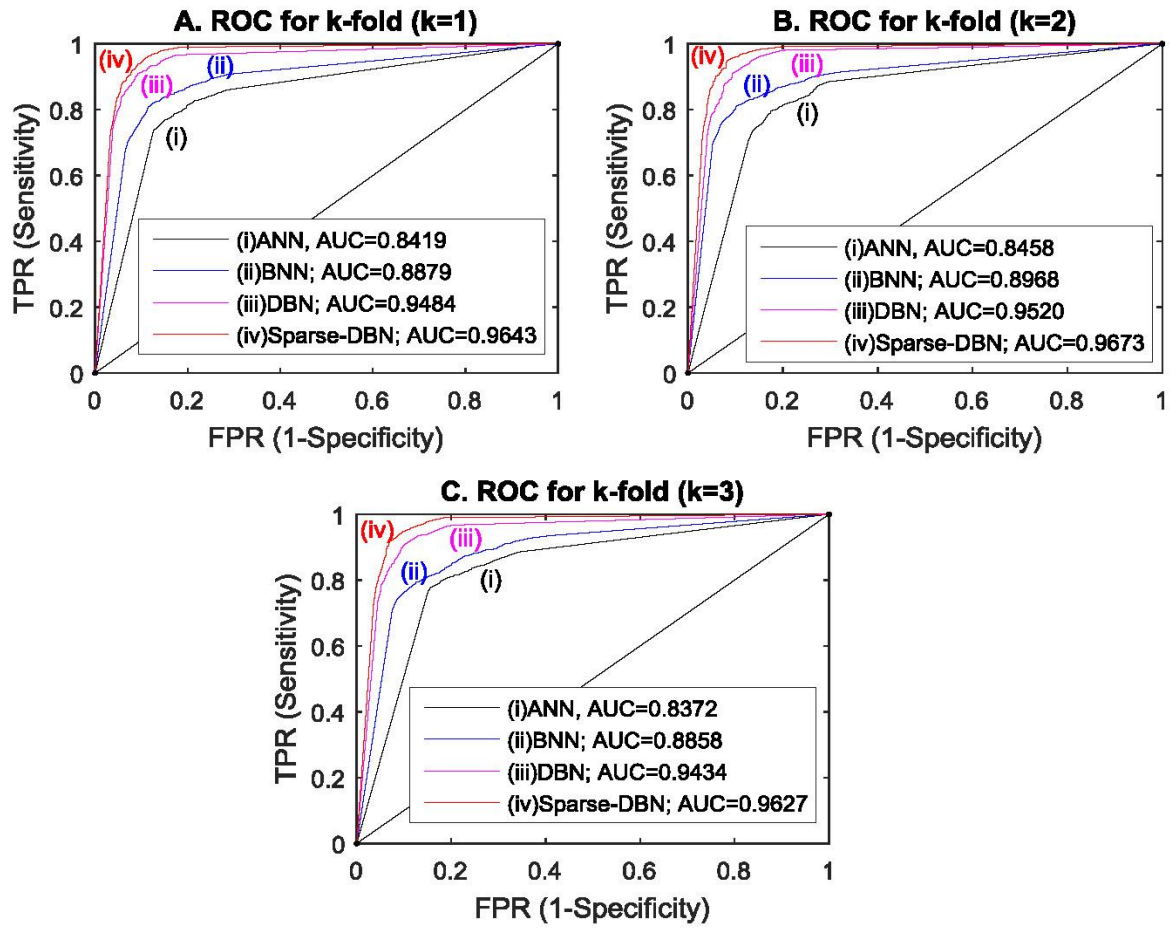 A. ROC for k-fold (k=1)
TPR (Sensitivity)
1
0.8
0.6
0.4
0.2
0
(iv)
(iii)
(ii)
(i)
(i)ANN, AUC=0.8419
(ii)BNN; AUC=0.8879
(iii)DBN; AUC=0.9484
(iv)Sparse-DBN; AUC=0.9643
0 0.2 0.4 0.6 0.8 1
FPR (1-Specificity)
B. ROC for k-fold (k=2)
TPR (Sensitivity)
1
0.8
0.6
0.4
0.2
0
(iv)
(iii)
(ii)
(i)
(i)ANN, AUC=0.8458
(ii)BNN; AUC=0.8968
(iii)DBN; AUC=0.9520
(iv)Sparse-DBN; AUC=0.9673
0 0.2 0.4 0.6 0.8 1
FPR (1-Specificity)
C. ROC for k-fold (k=3)
TPR (Sensitivity)
1
0.8
0.6
0.4
0.2
0
(iv)
(iii)
(ii)
(i)
(i)ANN, AUC=0.8372
(ii)BNN; AUC=0.8858
(iii)DBN; AUC=0.9434
(iv)Sparse-DBN; AUC=0.9627
0 0.2 0.4 0.6 0.8 1
FPR (1-Specificity)